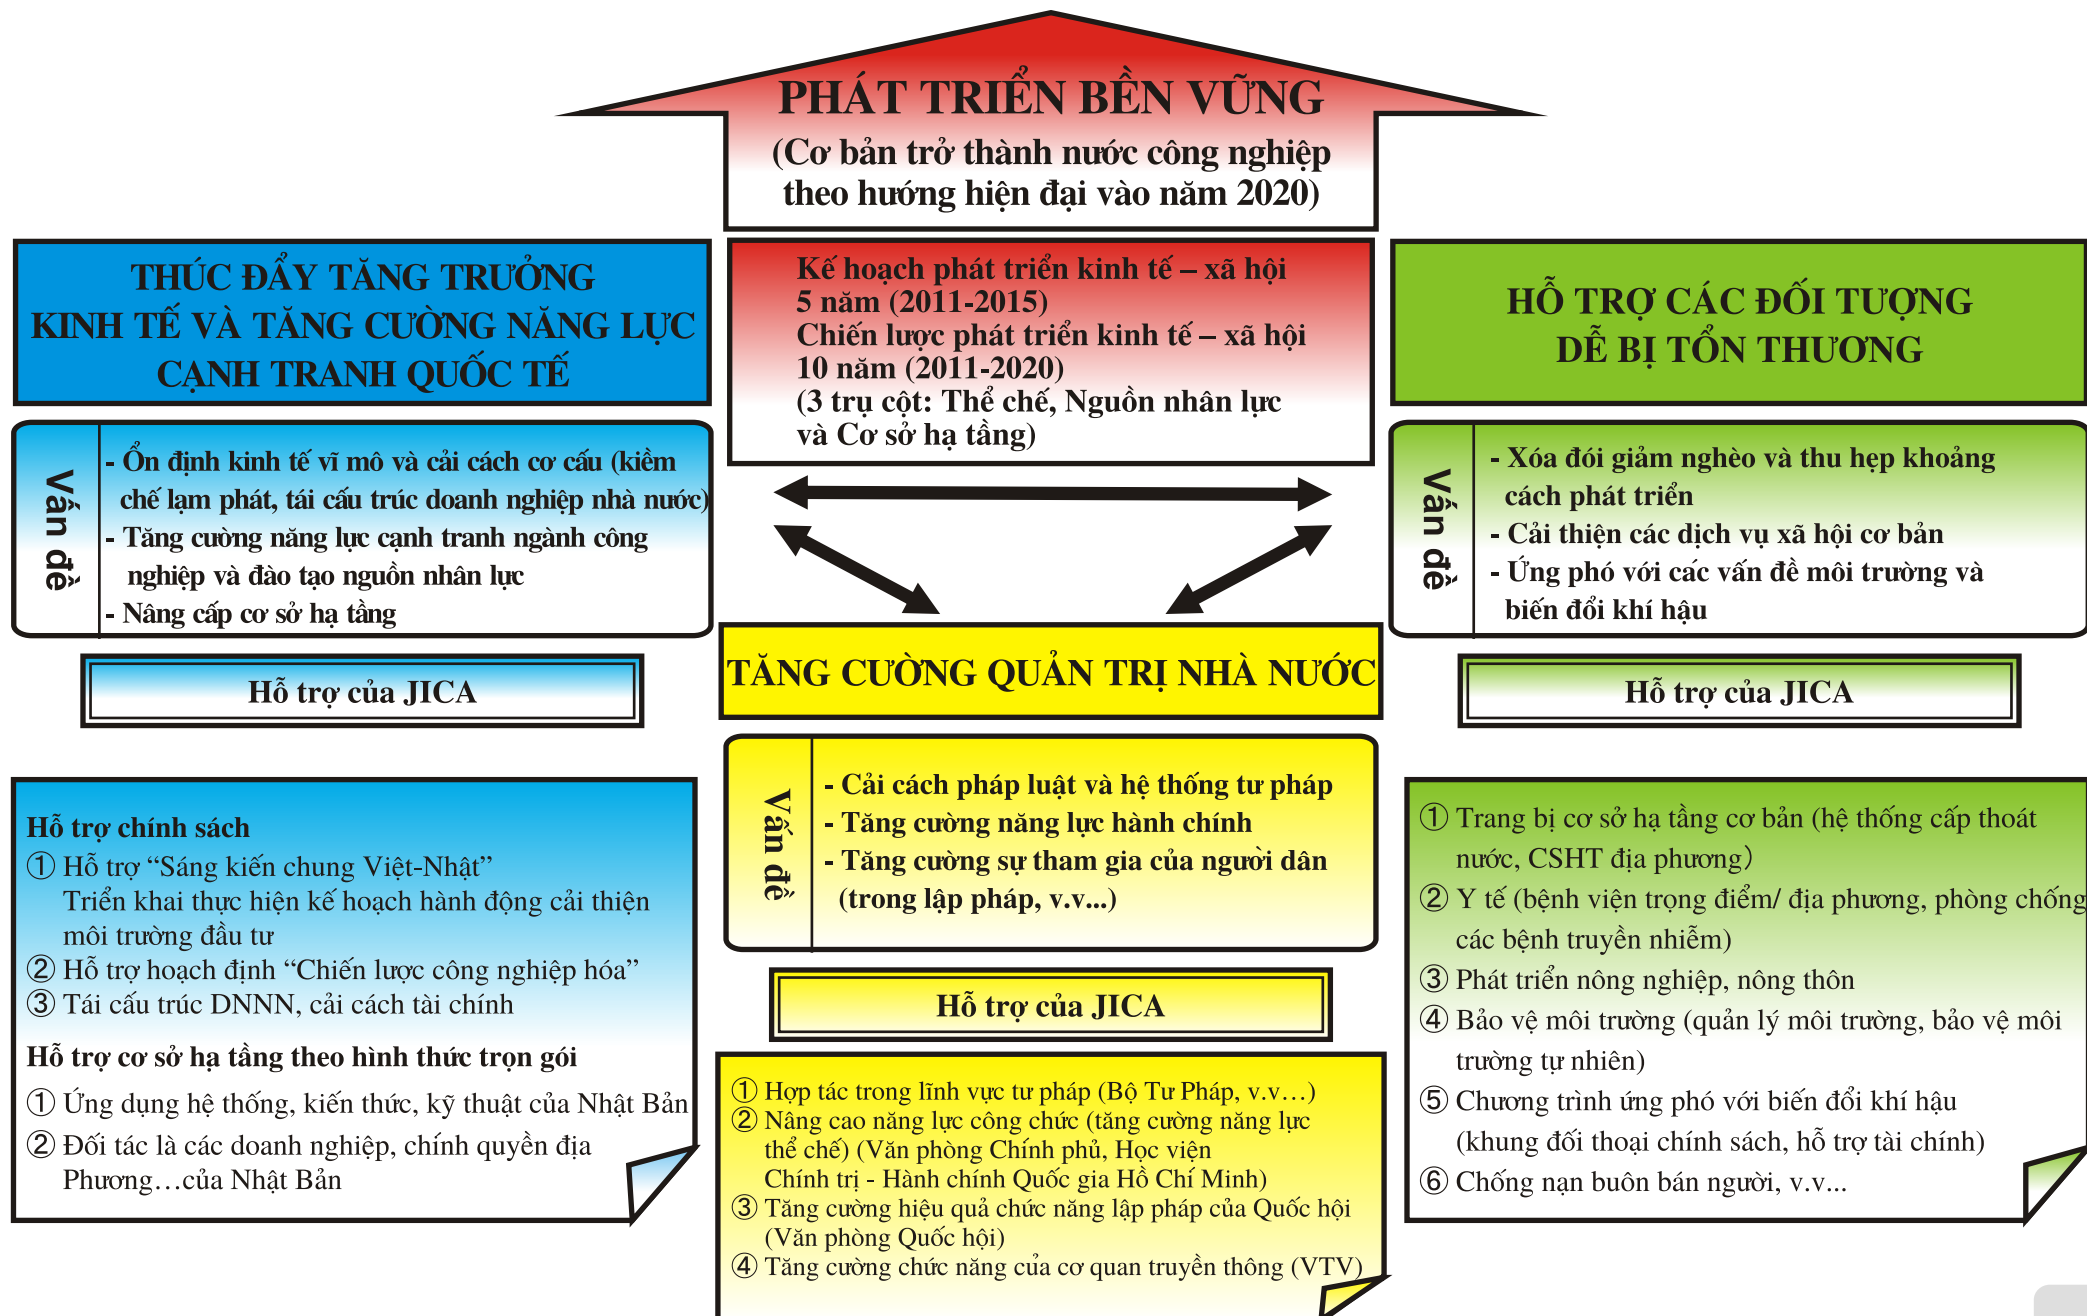 PHÁT TRIỂN BỀN VỮNG
(Cơ bản trở thành nước công nghiệp
theo hướng hiện đại vào năm 2020)
THÚC ĐẨY TĂNG TRƯỞNG
KINH TẾ VÀ TĂNG CƯỜNG NĂNG LỰC
CẠNH TRANH QUỐC TẾ
Kế hoạch phát triển kinh tế – xã hội
5 năm (2011-2015)
Chiến lược phát triển kinh tế – xã hội
10 năm (2011-2020)
(3 trụ cột: Thể chế, Nguồn nhân lực
và Cơ sở hạ tầng)
HỖ TRỢ CÁC ĐỐI TƯỢNG
DỄ BỊ TỔN THƯƠNG
Vấn đề
- Ổn định kinh tế vĩ mô và cải cách cơ cấu (kiềm
chế lạm phát, tái cấu trúc doanh nghiệp nhà nước)
- Tăng cường năng lực cạnh tranh ngành công
nghiệp và đào tạo nguồn nhân lực
- Nâng cấp cơ sở hạ tầng
Vấn đề
- Xóa đói giảm nghèo và thu hẹp khoảng
cách phát triển
- Cải thiện các dịch vụ xã hội cơ bản
- Ứng phó với các vấn đề môi trường và
biến đổi khí hậu
Hỗ trợ của JICA
TĂNG CƯỜNG QUẢN TRỊ NHÀ NƯỚC
Hỗ trợ của JICA
Vấn đề
- Cải cách pháp luật và hệ thống tư pháp
- Tăng cường năng lực hành chính
- Tăng cường sự tham gia của người dân
(trong lập pháp, v.v...)
Hỗ trợ của JICA
Hỗ trợ chính sách
① Hỗ trợ “Sáng kiến chung Việt-Nhật”
Triển khai thực hiện kế hoạch hành động cải thiện
môi trường đầu tư
② Hỗ trợ hoạch định “Chiến lược công nghiệp hóa”
③ Tái cấu trúc DNNN, cải cách tài chính
Hỗ trợ cơ sở hạ tầng theo hình thức trọn gói
① Ứng dụng hệ thống, kiến thức, kỹ thuật của Nhật Bản
② Đối tác là các doanh nghiệp, chính quyền địa
Phương…của Nhật Bản
① Hợp tác trong lĩnh vực tư pháp (Bộ Tư Pháp, v.v…)
② Nâng cao năng lực công chức (tăng cường năng lực
thể chế) (Văn phòng Chính phủ, Học viện
Chính trị - Hành chính Quốc gia Hồ Chí Minh)
③ Tăng cường hiệu quả chức năng lập pháp của Quốc hội
(Văn phòng Quốc hội)
④ Tăng cường chức năng của cơ quan truyền thông (VTV)
① Trang bị cơ sở hạ tầng cơ bản (hệ thống cấp thoát
nước, CSHT địa phương)
② Y tế (bệnh viện trọng điểm/ địa phương, phòng chống
các bệnh truyền nhiễm)
③ Phát triển nông nghiệp, nông thôn
④ Bảo vệ môi trường (quản lý môi trường, bảo vệ môi
trường tự nhiên)
⑤ Chương trình ứng phó với biến đổi khí hậu
(khung đối thoại chính sách, hỗ trợ tài chính)
⑥ Chống nạn buôn bán người, v.v...